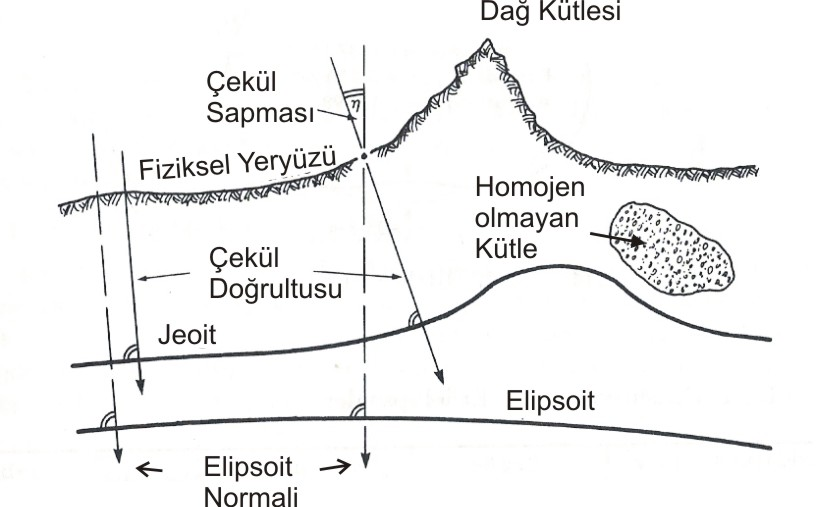 Dağ Kütlesi
Çekül
Sapması
η
Fiziksel Yeryüzü
Homojen
olmayan
Kütle
Çekül
Doğrultusu
Jeoit
Elipsoit
Elipsoit
Normali